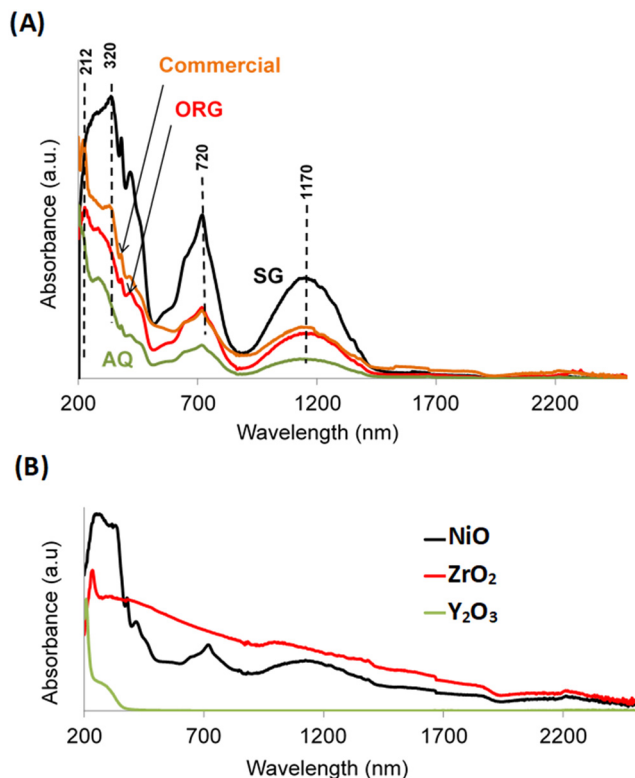 (A)
212
320
Commercial
ORG
720
1170
SG
AQ
Absorbance (a.u.)
200 700 1200 1700 2200
Wavelength (nm)
(B)
NiO
ZrO₂
Y₂O₃
Absorbance (a.u)
200 700 1200 1700 2200
Wavelength (nm)